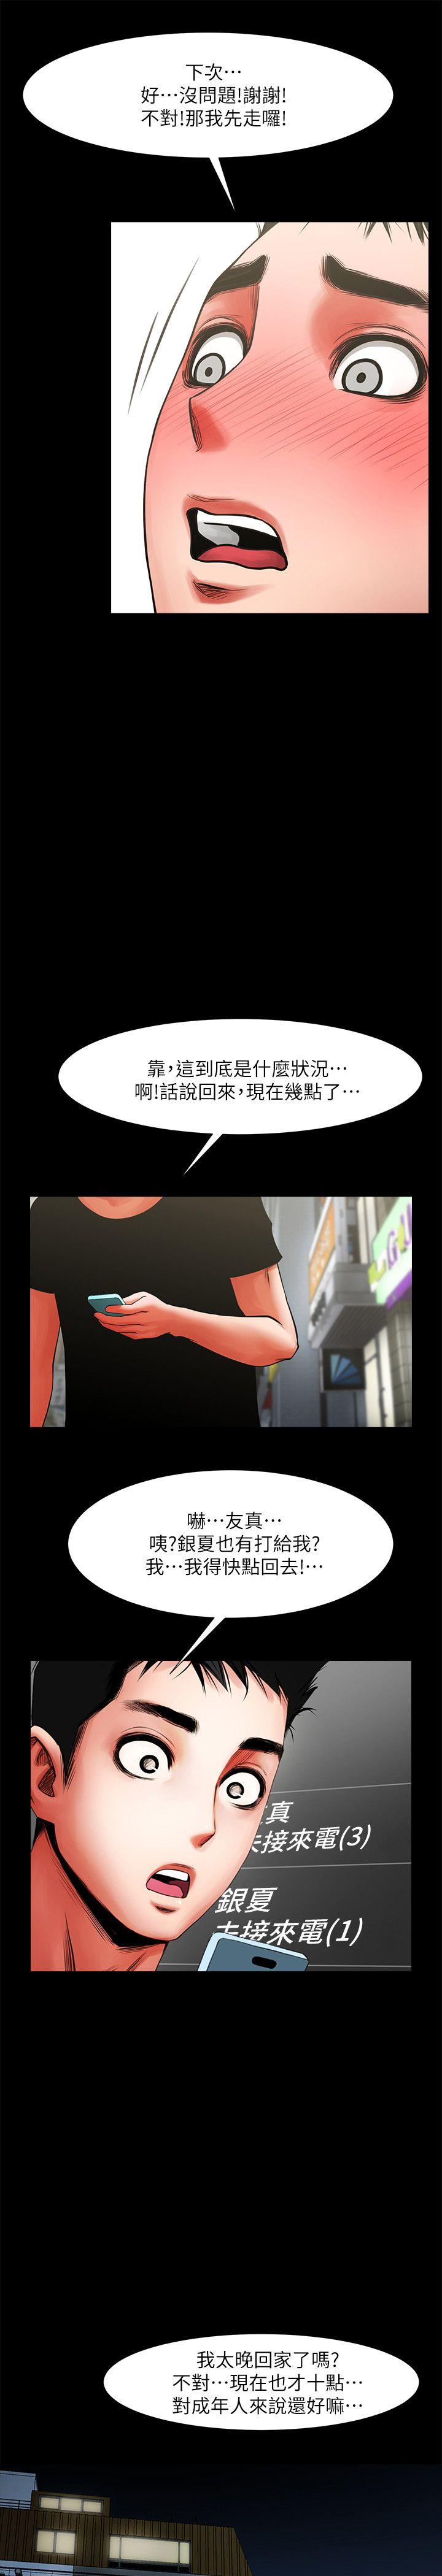 下次⋯
好⋯沒問題!謝謝!
不對!那我先走囉!
靠，這到底是什麼狀況⋯
啊!話說回來，現在幾點了⋯
嚇⋯友真⋯
咦?銀夏也有打給我?
我⋯我得快點回去!⋯
真
未接來電(3)
銀夏
未接來電(1)
我太晚回家了嗎?
不對⋯現在也才十點⋯
對成年人來說還好嘛⋯